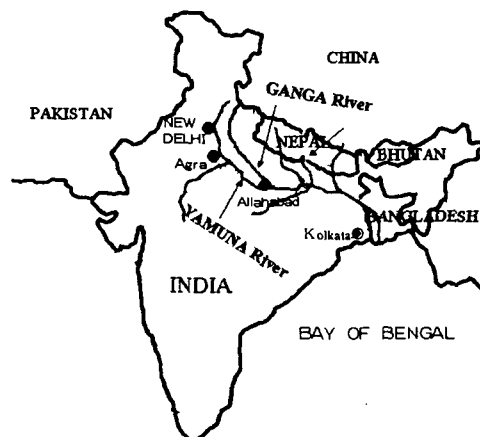 CHINA
GANGA River
PAKISTAN
NEW
DELHI
NEPAL
BHUTAN
Agra
Allahabad
BANGLADESH
YAMUNA River
Kolkata
INDIA
BAY OF BENGAL